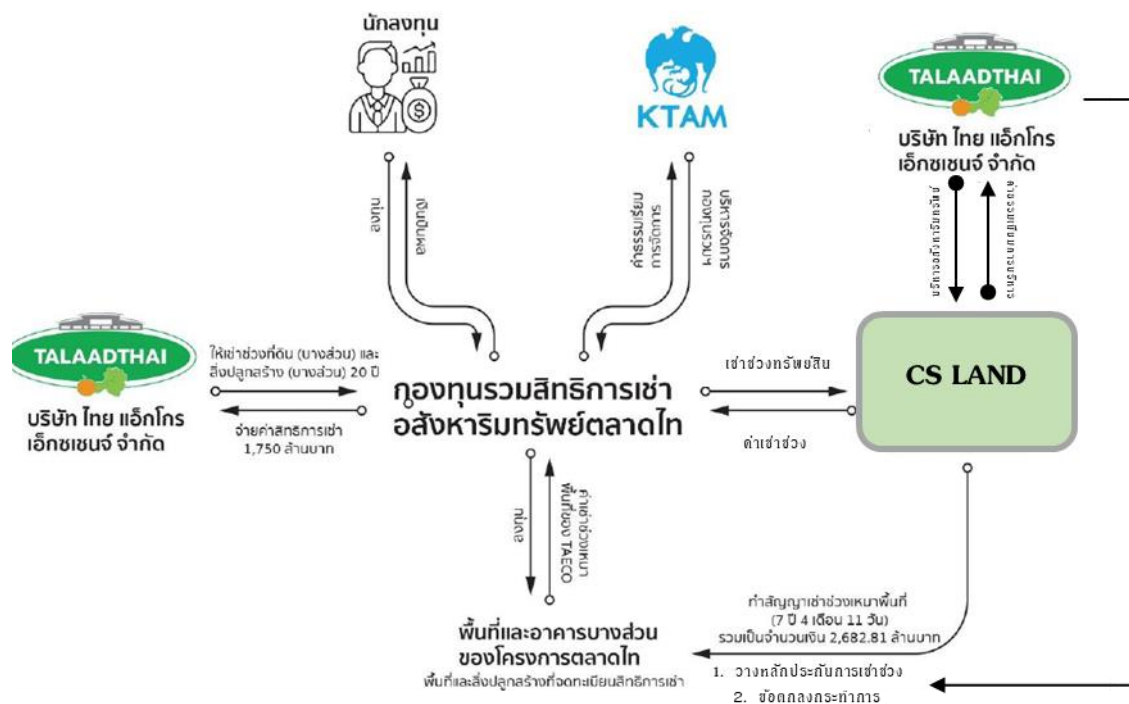 นักลงทุน
KTAM
TALAADTHAI
บริษัท ไทย แอ็กโกร
เอ็กซเชนจ์ จำกัด
ลงทุน
เงินปันผล
ค่าธรรมเรียม
การจัดการ
บริหารจัดการ
กองทุนรวมฯ
ค่าธรรมเนียมการบริการ
TALAADTHAI
บริษัท ไทย แอ็กโกร
เอ็กซเชนจ์ จำกัด
ให้เช่าช่วงที่ดิน (บางส่วน) และ
สิ่งปลูกสร้าง (บางส่วน) 20 ปี
จ่ายค่าสิทธิการเช่า
1,750 ล้านบาท
กองทุนรวมสิทธิการเช่า
อสังหาริมทรัพย์ตลาดไท
เช่าช่วงทรัพย์สิน
ค่าเช่าช่วง
CS LAND
ลงทุน
ค่าเช่าช่วงเหมา
พื้นที่ของ TAECO
พื้นที่และอาคารบางส่วน
ของโครงการตลาดไท
พื้นที่และสิ่งปลูกสร้างที่จดทะเบียนสิทธิการเช่า
ทำสัญญาเช่าช่วงเหมาพื้นที่
(7 ปี 4 เดือน 11 วัน)
รวมเป็นจำนวนเงิน 2,682.81 ล้านบาท
1. วางหลักประกันการเช่าช่วง
2. ข้อตกลงกระทำการ